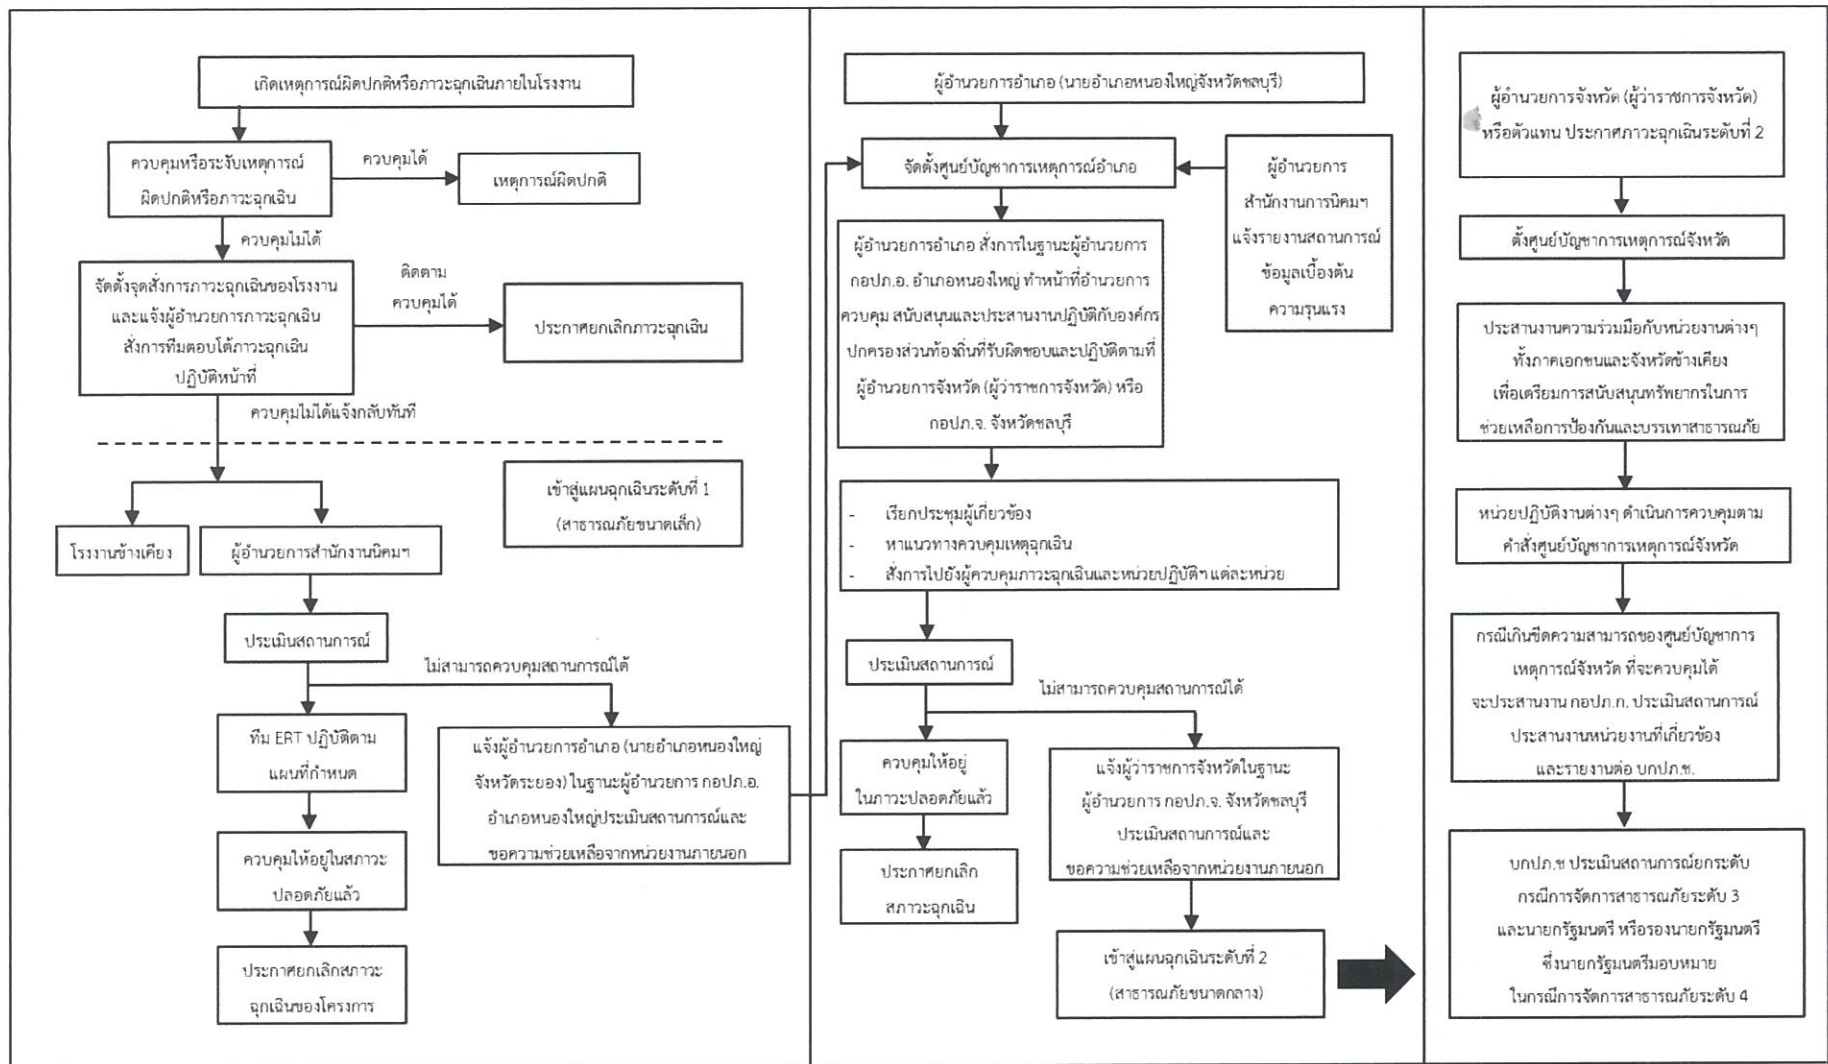 เกิดเหตุการณ์ผิดปกติหรือภาวะฉุกเฉินภายในโรงงาน
ควบคุมหรือระงับเหตุการณ์
ผิดปกติหรือภาวะฉุกเฉิน
ควบคุมได้
เหตุการณ์ผิดปกติ
ควบคุมไม่ได้
จัดตั้งจุดสั่งการภาวะฉุกเฉินของโรงงาน
และแจ้งผู้อำนวยการภาวะฉุกเฉิน
สั่งการทีมตอบโต้ภาวะฉุกเฉิน
ปฏิบัติหน้าที่
ติดตาม
ควบคุมได้
ประกาศยกเลิกภาวะฉุกเฉิน
ควบคุมไม่ได้แจ้งกลับทันที
เข้าสู่แผนฉุกเฉินระดับที่ 1
(สาธารณภัยขนาดเล็ก)
โรงงานข้างเคียง
ผู้อำนวยการสำนักงานนิคมฯ
ประเมินสถานการณ์
ไม่สามารถควบคุมสถานการณ์ได้
ทีม ERT ปฏิบัติตาม
แผนที่กำหนด
แจ้งผู้อำนวยการอำเภอ (นายอำเภอหนองใหญ่
จังหวัดระยอง) ในฐานะผู้อำนวยการ กอปภ.อ.
อำเภอหนองใหญ่ประเมินสถานการณ์และ
ขอความช่วยเหลือจากหน่วยงานภายนอก
ควบคุมให้อยู่ในสภาวะ
ปลอดภัยแล้ว
ประกาศยกเลิกสภาวะ
ฉุกเฉินของโครงการ
ผู้อำนวยการอำเภอ (นายอำเภอหนองใหญ่จังหวัดชลบุรี)
จัดตั้งศูนย์บัญชาการเหตุการณ์อำเภอ
ผู้อำนวยการ
สำนักงานการนิคมฯ
แจ้งรายงานสถานการณ์
ข้อมูลเบื้องต้น
ความรุนแรง
ผู้อำนวยการอำเภอ สั่งการในฐานะผู้อำนวยการ
กอปภ.อ. อำเภอหนองใหญ่ ทำหน้าที่อำนวยการ
ควบคุม สนับสนุนและประสานงานปฏิบัติกับองค์กร
ปกครองส่วนท้องถิ่นที่รับผิดชอบและปฏิบัติตามที่
ผู้อำนวยการจังหวัด (ผู้ว่าราชการจังหวัด) หรือ
กอปภ.จ. จังหวัดชลบุรี
- เรียกประชุมผู้เกี่ยวข้อง
- หาแนวทางควบคุมเหตุฉุกเฉิน
- สั่งการไปยังผู้ควบคุมภาวะฉุกเฉินและหน่วยปฏิบัติฯ แต่ละหน่วย
ประเมินสถานการณ์
ไม่สามารถควบคุมสถานการณ์ได้
ควบคุมให้อยู่
ในภาวะปลอดภัยแล้ว
แจ้งผู้ว่าราชการจังหวัดในฐานะ
ผู้อำนวยการ กอปภ.จ. จังหวัดชลบุรี
ประเมินสถานการณ์และ
ขอความช่วยเหลือจากหน่วยงานภายนอก
ประกาศยกเลิก
สภาวะฉุกเฉิน
เข้าสู่แผนฉุกเฉินระดับที่ 2
(สาธารณภัยขนาดกลาง)
ผู้อำนวยการจังหวัด (ผู้ว่าราชการจังหวัด)
หรือตัวแทน ประกาศภาวะฉุกเฉินระดับที่ 2
ตั้งศูนย์บัญชาการเหตุการณ์จังหวัด
ประสานงานความร่วมมือกับหน่วยงานต่างๆ
ทั้งภาคเอกชนและจังหวัดข้างเคียง
เพื่อเตรียมการสนับสนุนทรัพยากรในการ
ช่วยเหลือการป้องกันและบรรเทาสาธารณภัย
หน่วยปฏิบัติงานต่างๆ ดำเนินการควบคุมตาม
คำสั่งศูนย์บัญชาการเหตุการณ์จังหวัด
กรณีเกินขีดความสามารถของศูนย์บัญชาการ
เหตุการณ์จังหวัด ที่จะควบคุมได้
จะประสานงาน กอปภ.ก. ประเมินสถานการณ์
ประสานงานหน่วยงานที่เกี่ยวข้อง
และรายงานต่อ บกปภ.ช.
บกปภ.ช ประเมินสถานการณ์ยกระดับ
กรณีการจัดการสาธารณภัยระดับ 3
และนายกรัฐมนตรี หรือรองนายกรัฐมนตรี
ซึ่งนายกรัฐมนตรีมอบหมาย
ในกรณีการจัดการสาธารณภัยระดับ 4